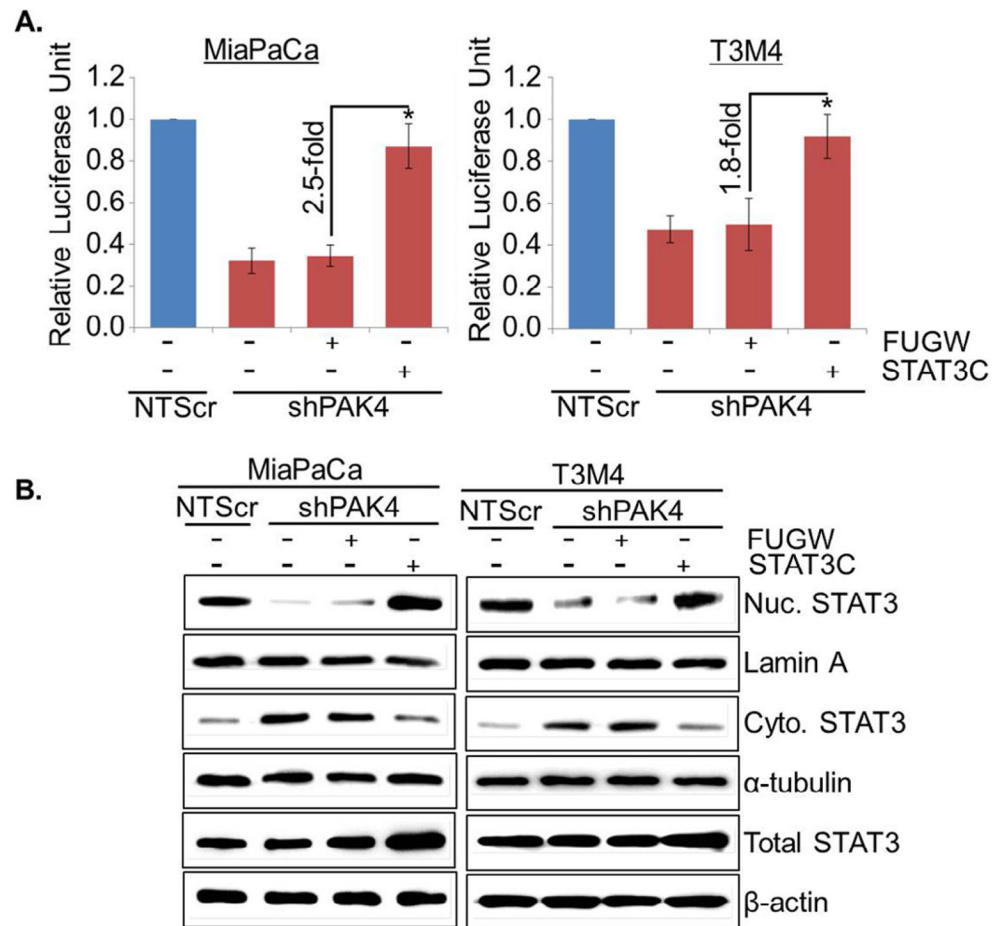 A.
MiaPaCa
Relative Luciferase Unit
1.2
1.0
0.8
0.6
0.4
0.2
0.0
2.5-fold
*
- - + -
- - - +
NTScr shPAK4
T3M4
Relative Luciferase Unit
1.2
1.0
0.8
0.6
0.4
0.2
0.0
1.8-fold
*
- - + - FUGW
- - - + STAT3C
NTScr shPAK4
B.
MiaPaCa T3M4
NTScr shPAK4 NTScr shPAK4
- - + - - - + - FUGW
- - - + - - - + STAT3C
Nuc. STAT3
Lamin A
Cyto. STAT3
α-tubulin
Total STAT3
β-actin